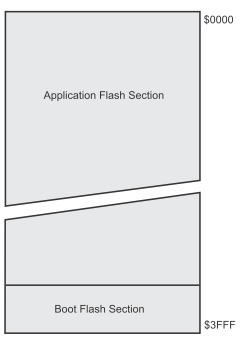 $0000
Application Flash Section
Boot Flash Section
$3FFF